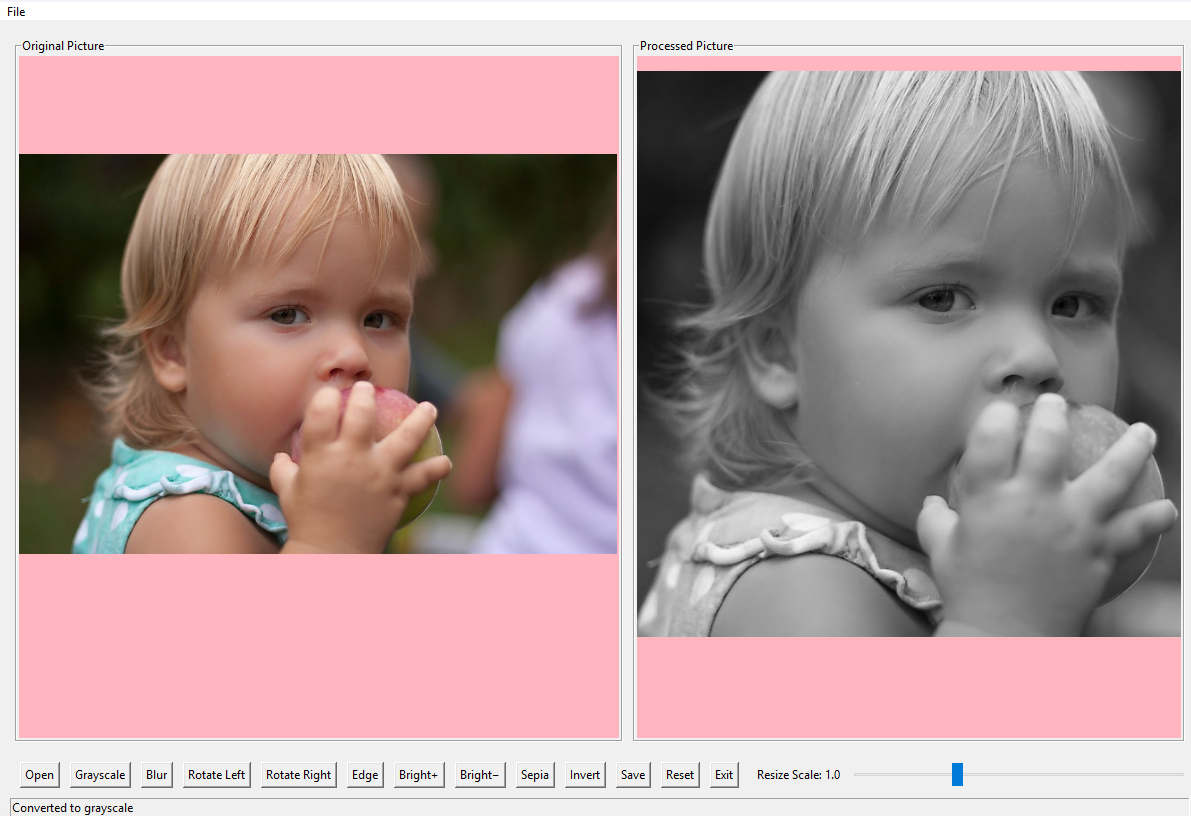 File
Original Picture
Processed Picture
Open Grayscale Blur Rotate Left Rotate Right Edge Bright+ Bright− Sepia Invert Save Reset Exit Resize Scale: 1.0
Converted to grayscale